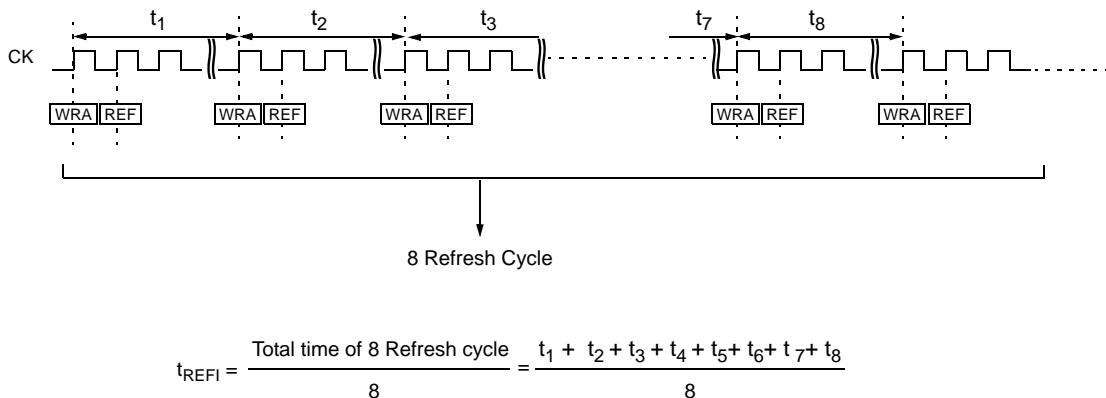 t1 t2 t3 t7 t8
CK
WRA REF WRA REF WRA REF WRA REF WRA REF
8 Refresh Cycle
tREFI = Total time of 8 Refresh cycle / 8 = t1 + t2 + t3 + t4 + t5+ t6+ t 7+ t8 / 8